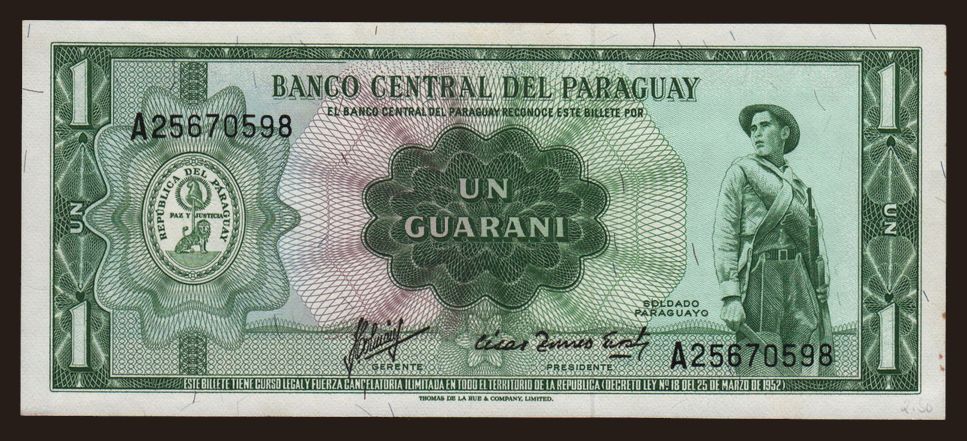 1
1
BANCO CENTRAL DEL PARAGUAY
EL BANCO CENTRAL DEL PARAGUAY RECONOCE ESTE BILLETE POR
A25670598
REPUBLICA DEL PARAGUAY
PAZ Y JUSTICIA
UN
GUARANI
UN
UN
SOLDADO
PARAGUAYO
1
1
GERENTE
PRESIDENTE
A25670598
ESTE BILLETE TIENE CURSO LEGAL Y FUERZA CANCELATORIA ILIMITADA EN TODO EL TERRITORIO DE LA REPUBLICA (DECRETO LEY Nº 18 DEL 25 DE MARZO DE 1952)
THOMAS DE LA RUE & COMPANY, LIMITED.